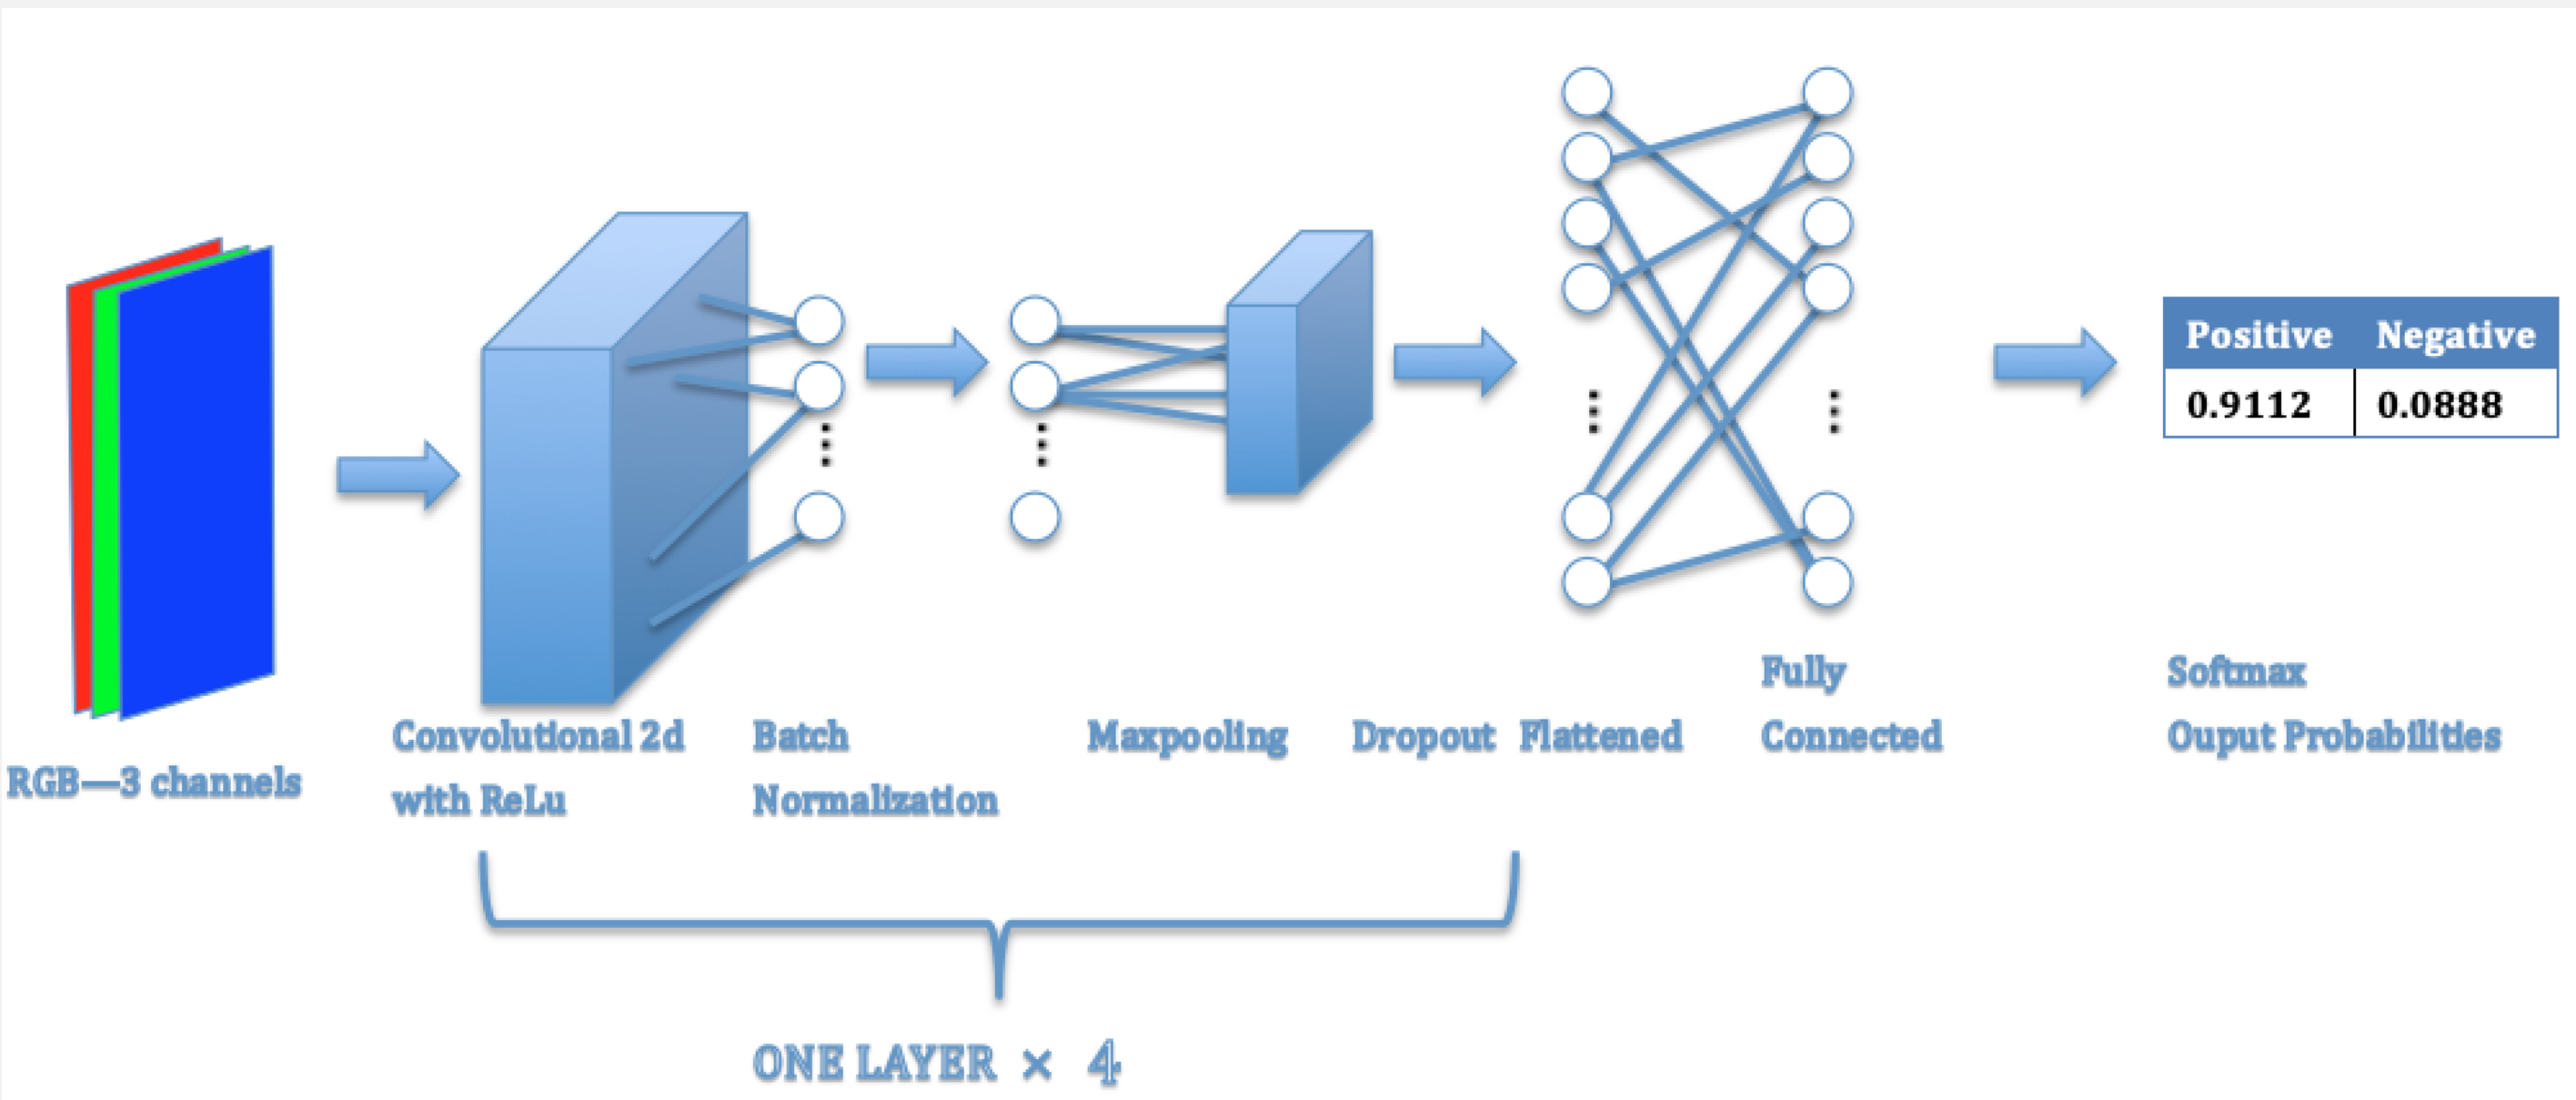 RGB—3 channels
Convolutional 2d
with ReLu
Batch
Normalization
Maxpooling
Dropout
Flattened
Fully
Connected
Positive Negative
0.9112 0.0888
Softmax
Ouput Probabilities
ONE LAYER × 4